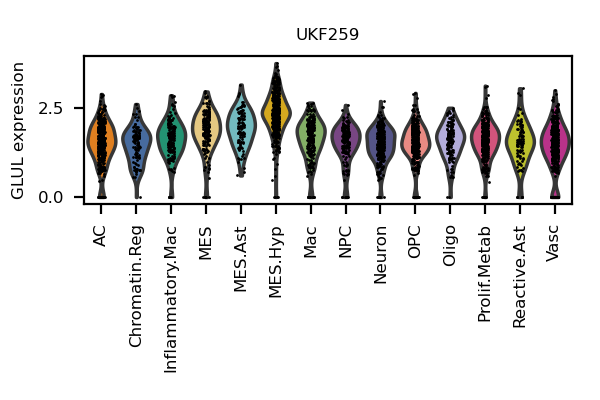 UKF259
GLUL expression
2.5
0.0
AC
Chromatin.Reg
Inflammatory.Mac
MES
MES.Ast
MES.Hyp
Mac
NPC
Neuron
OPC
Oligo
Prolif.Metab
Reactive.Ast
Vasc